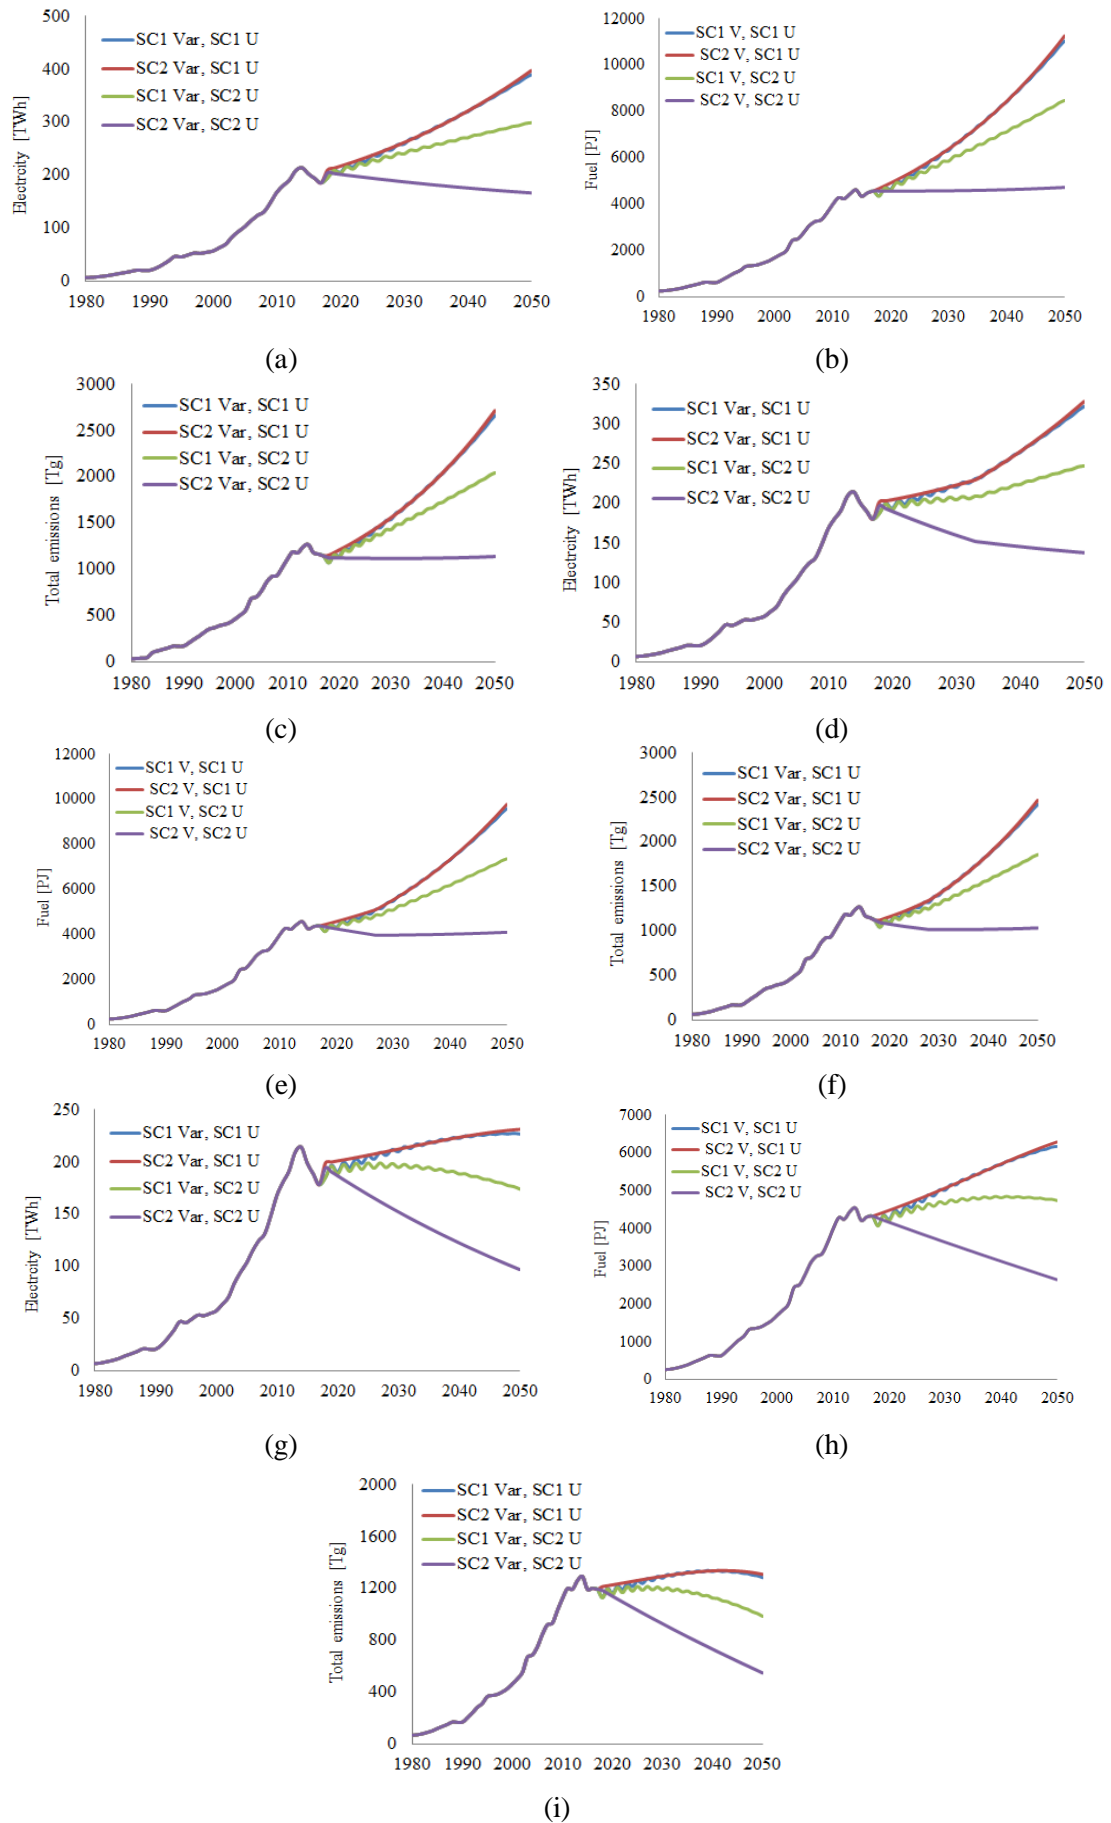 Electrcity [TWh]
500
400
300
200
100
0
SC1 Var, SC1 U
SC2 Var, SC1 U
SC1 Var, SC2 U
SC2 Var, SC2 U
1980 1990 2000 2010 2020 2030 2040 2050
(a)
Fuel [PJ]
12000
10000
8000
6000
4000
2000
0
SC1 V, SC1 U
SC2 V, SC1 U
SC1 V, SC2 U
SC2 V, SC2 U
1980 1990 2000 2010 2020 2030 2040 2050
(b)
Total emissions [Tg]
3000
2500
2000
1500
1000
500
0
SC1 Var, SC1 U
SC2 Var, SC1 U
SC1 Var, SC2 U
SC2 Var, SC2 U
1980 1990 2000 2010 2020 2030 2040 2050
(c)
Electrcity [TWh]
350
300
250
200
150
100
50
0
SC1 Var, SC1 U
SC2 Var, SC1 U
SC1 Var, SC2 U
SC2 Var, SC2 U
1980 1990 2000 2010 2020 2030 2040 2050
(d)
Fuel [PJ]
12000
10000
8000
6000
4000
2000
0
SC1 V, SC1 U
SC2 V, SC1 U
SC1 V, SC2 U
SC2 V, SC2 U
1980 1990 2000 2010 2020 2030 2040 2050
(e)
Total emissions [Tg]
3000
2500
2000
1500
1000
500
0
SC1 Var, SC1 U
SC2 Var, SC1 U
SC1 Var, SC2 U
SC2 Var, SC2 U
1980 1990 2000 2010 2020 2030 2040 2050
(f)
Electrcity [TWh]
250
200
150
100
50
0
SC1 Var, SC1 U
SC2 Var, SC1 U
SC1 Var, SC2 U
SC2 Var, SC2 U
1980 1990 2000 2010 2020 2030 2040 2050
(g)
Fuel [PJ]
7000
6000
5000
4000
3000
2000
1000
0
SC1 V, SC1 U
SC2 V, SC1 U
SC1 V, SC2 U
SC2 V, SC2 U
1980 1990 2000 2010 2020 2030 2040 2050
(h)
Total emissions [Tg]
2000
1600
1200
800
400
0
SC1 Var, SC1 U
SC2 Var, SC1 U
SC1 Var, SC2 U
SC2 Var, SC2 U
1980 1990 2000 2010 2020 2030 2040 2050
(i)